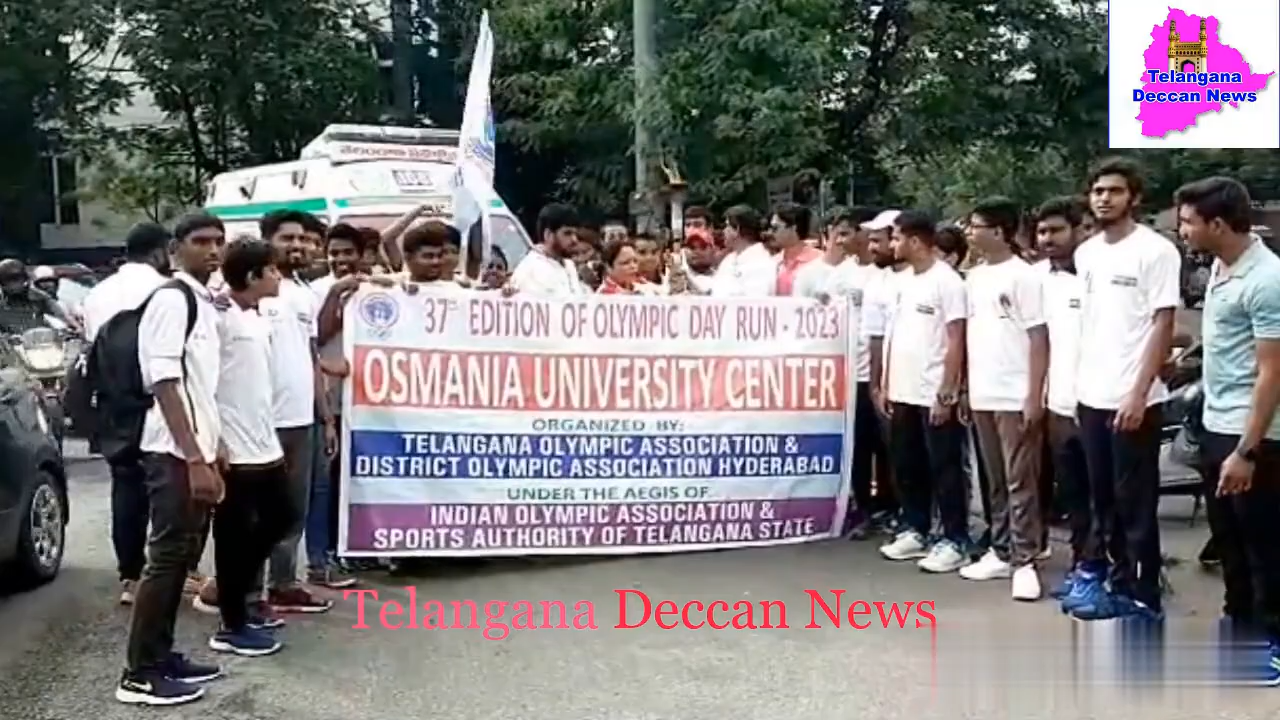 Telangana
Deccan News
37th EDITION OF OLYMPIC DAY RUN - 2023
OSMANIA UNIVERSITY CENTER
ORGANIZED BY:
TELANGANA OLYMPIC ASSOCIATION &
DISTRICT OLYMPIC ASSOCIATION HYDERABAD
UNDER THE AEGIS OF
INDIAN OLYMPIC ASSOCIATION &
SPORTS AUTHORITY OF TELANGANA STATE
Telangana Deccan News